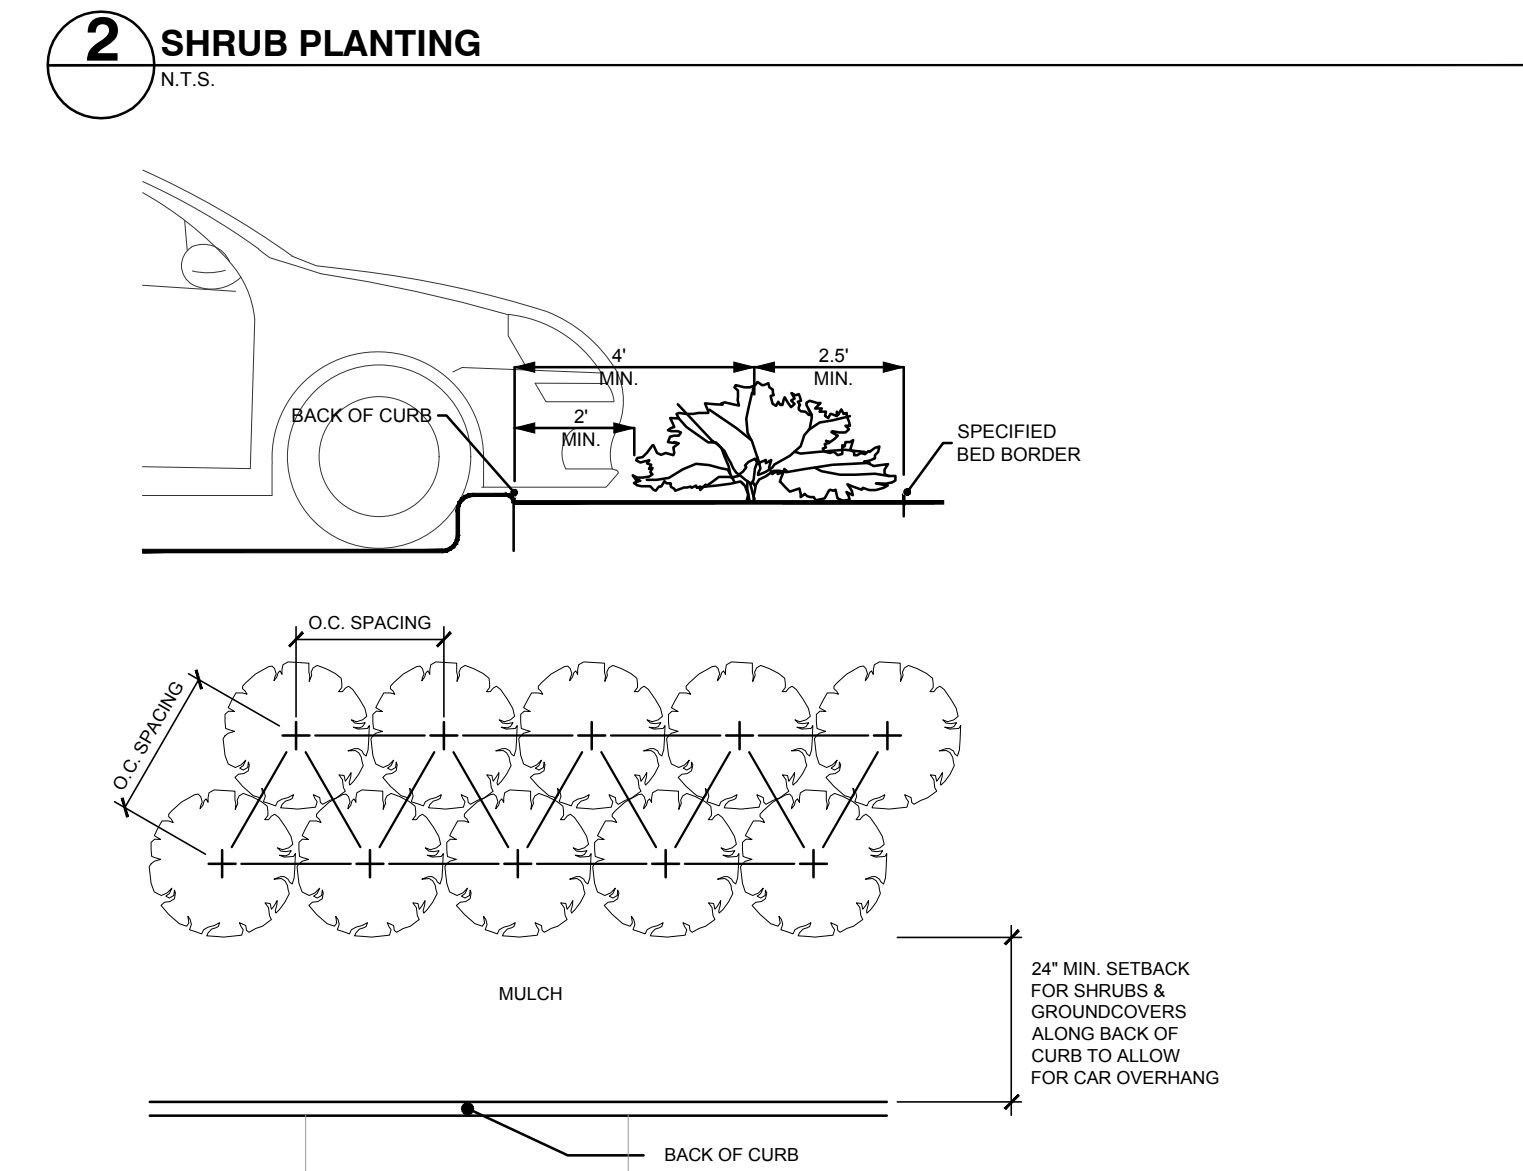 2
SHRUB PLANTING
N.T.S.
4'
MIN.
2.5'
MIN.
BACK OF CURB
2'
MIN.
SPECIFIED
BED BORDER
O.C. SPACING
O.C. SPACING
MULCH
24" MIN. SETBACK
FOR SHRUBS &
GROUNDCOVERS
ALONG BACK OF
CURB TO ALLOW
FOR CAR OVERHANG
BACK OF CURB